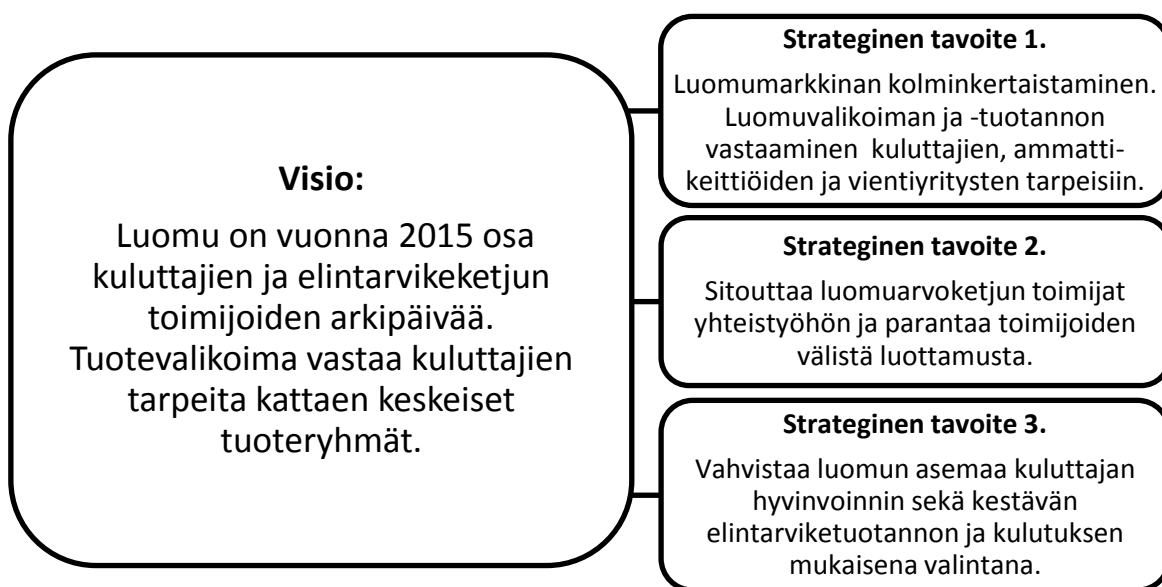 Visio:
Luomu on vuonna 2015 osa
kuluttajien ja elintarvikeketjun
toimijoiden arkipäivää.
Tuotevalikoima vastaa kuluttajien
tarpeita kattaen keskeiset
tuoteryhmät.
Strateginen tavoite 1.
Luomumarkkinan kolminkertaistaminen.
Luomuvalikoiman ja -tuotannon
vastaaminen kuluttajien, ammatti-
keittiöiden ja vientiyritysten tarpeisiin.
Strateginen tavoite 2.
Sitouttaa luomuarvoketjun toimijat
yhteistyöhön ja parantaa toimijoiden
välistä luottamusta.
Strateginen tavoite 3.
Vahvistaa luomun asemaa kuluttajan
hyvinvoinnin sekä kestävän
elintarviketuotannon ja kulutuksen
mukaisena valintana.